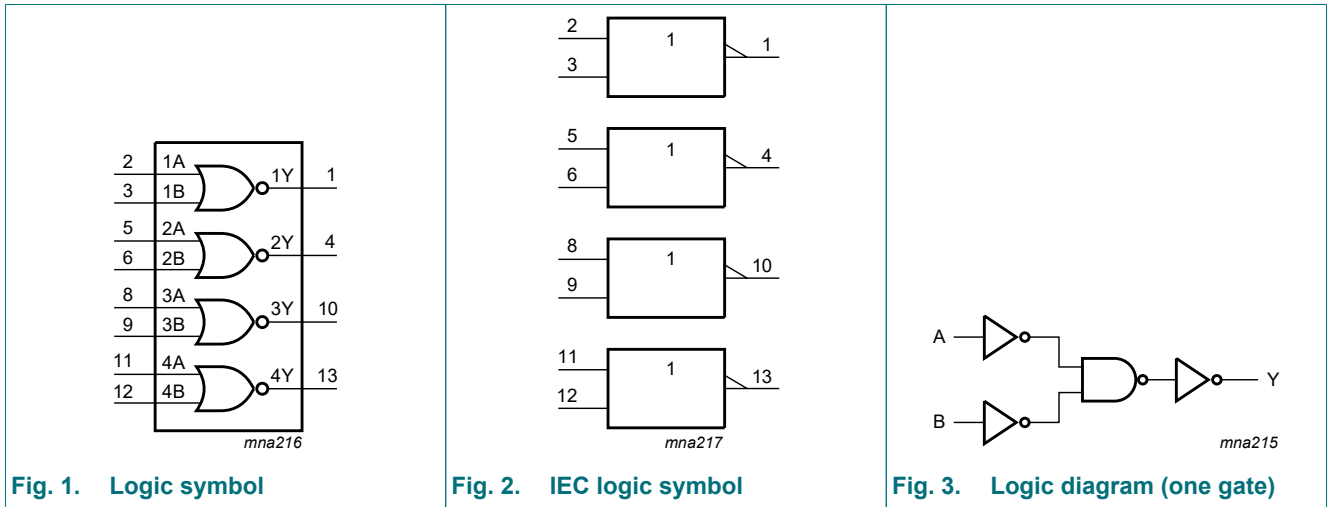 2 1A 1Y 1
3 1B
5 2A 2Y 4
6 2B
8 3A 3Y 10
9 3B
11 4A 4Y 13
12 4B
mna216
Fig. 1. Logic symbol
2 1 1
3
5 1 4
6
8 1 10
9
11 1 13
12
mna217
Fig. 2. IEC logic symbol
A
Y
B
mna215
Fig. 3. Logic diagram (one gate)